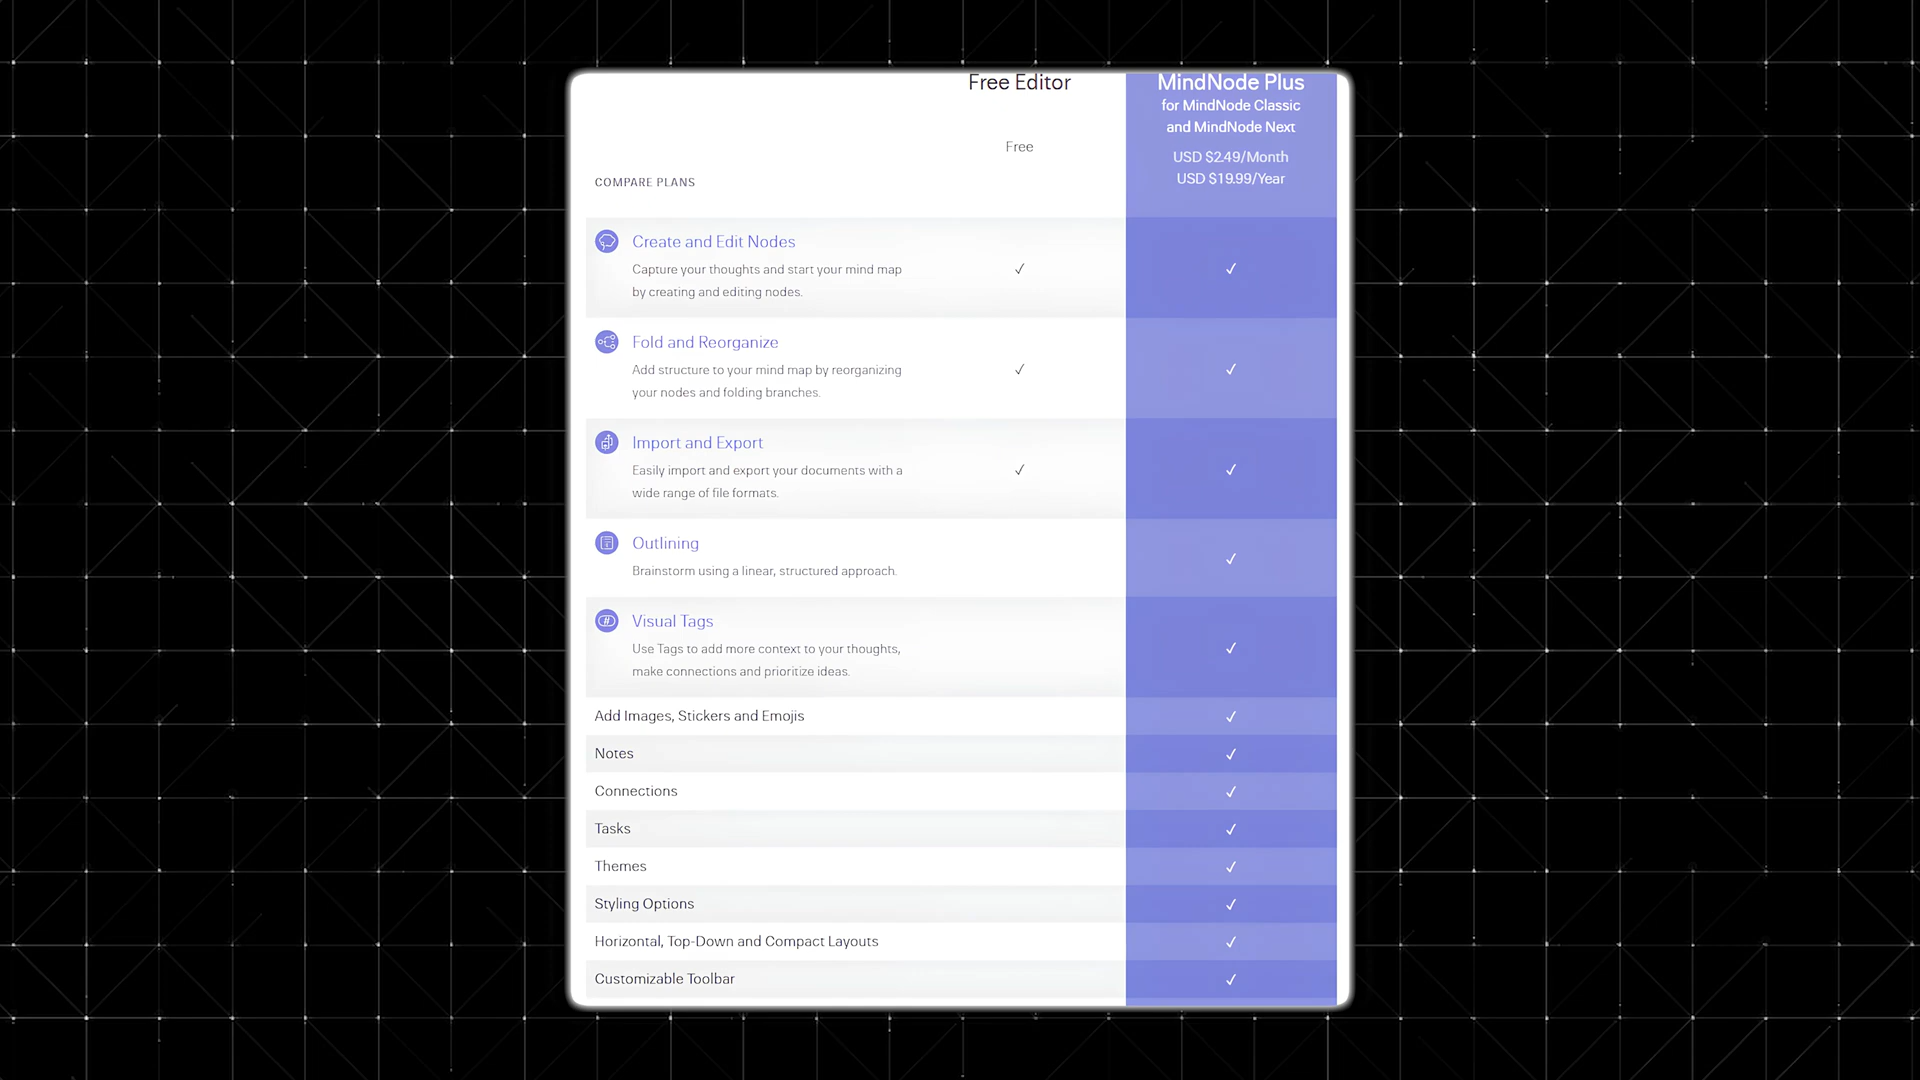 Free Editor
MindNode Plus
for MindNode Classic
and MindNode Next
Free
USD $2.49/Month
USD $19.99/Year
COMPARE PLANS
Create and Edit Nodes
Capture your thoughts and start your mind map
by creating and editing nodes.
✓ ✓
Fold and Reorganize
Add structure to your mind map by reorganizing
your nodes and folding branches.
✓ ✓
Import and Export
Easily import and export your documents with a
wide range of file formats.
✓ ✓
Outlining
Brainstorm using a linear, structured approach.
✓
Visual Tags
Use Tags to add more context to your thoughts,
make connections and prioritize ideas.
✓
Add Images, Stickers and Emojis ✓
Notes ✓
Connections ✓
Tasks ✓
Themes ✓
Styling Options ✓
Horizontal, Top-Down and Compact Layouts ✓
Customizable Toolbar ✓